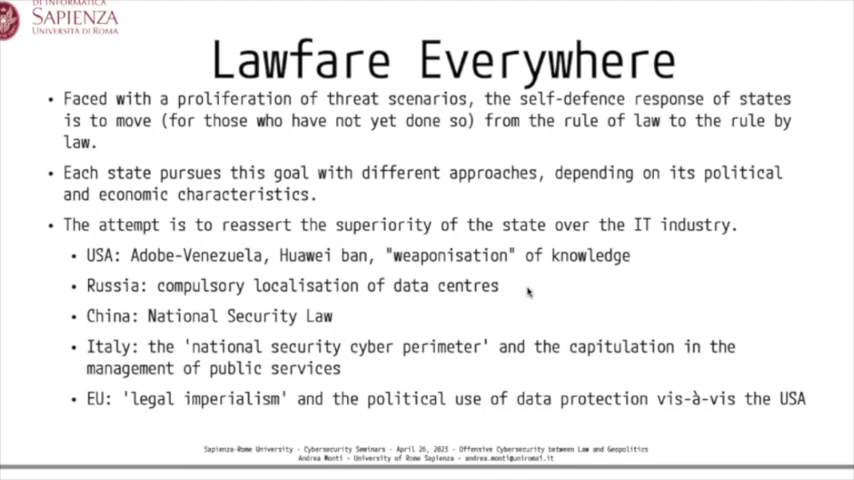 DI INFORMATICA
SAPIENZA
UNIVERSITÀ DI ROMA
Lawfare Everywhere
• Faced with a proliferation of threat scenarios, the self-defence response of states
is to move (for those who have not yet done so) from the rule of law to the rule by
law.
• Each state pursues this goal with different approaches, depending on its political
and economic characteristics.
• The attempt is to reassert the superiority of the state over the IT industry.
• USA: Adobe-Venezuela, Huawei ban, "weaponisation" of knowledge
• Russia: compulsory localisation of data centres
• China: National Security Law
• Italy: the 'national security cyber perimeter' and the capitulation in the
management of public services
• EU: 'legal imperialism' and the political use of data protection vis-à-vis the USA
Sapienza-Rome University - Cybersecurity Seminars - April 26, 2023 - Offensive Cybersecurity between Law and Geopolitics
Andrea Monti - University of Rome Sapienza - andrea.monti@uniroma1.it